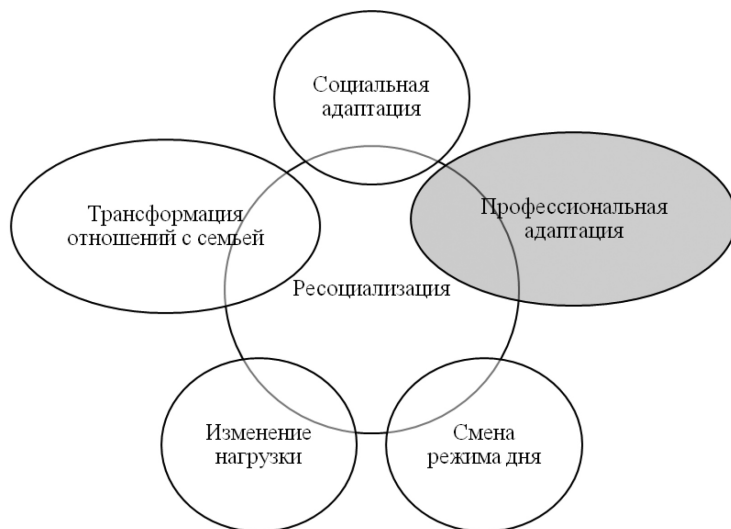 Социальная
адаптация
Трансформация
отношений с семьей
Профессиональная
адаптация
Ресоциализация
Изменение
нагрузки
Смена
режима дня